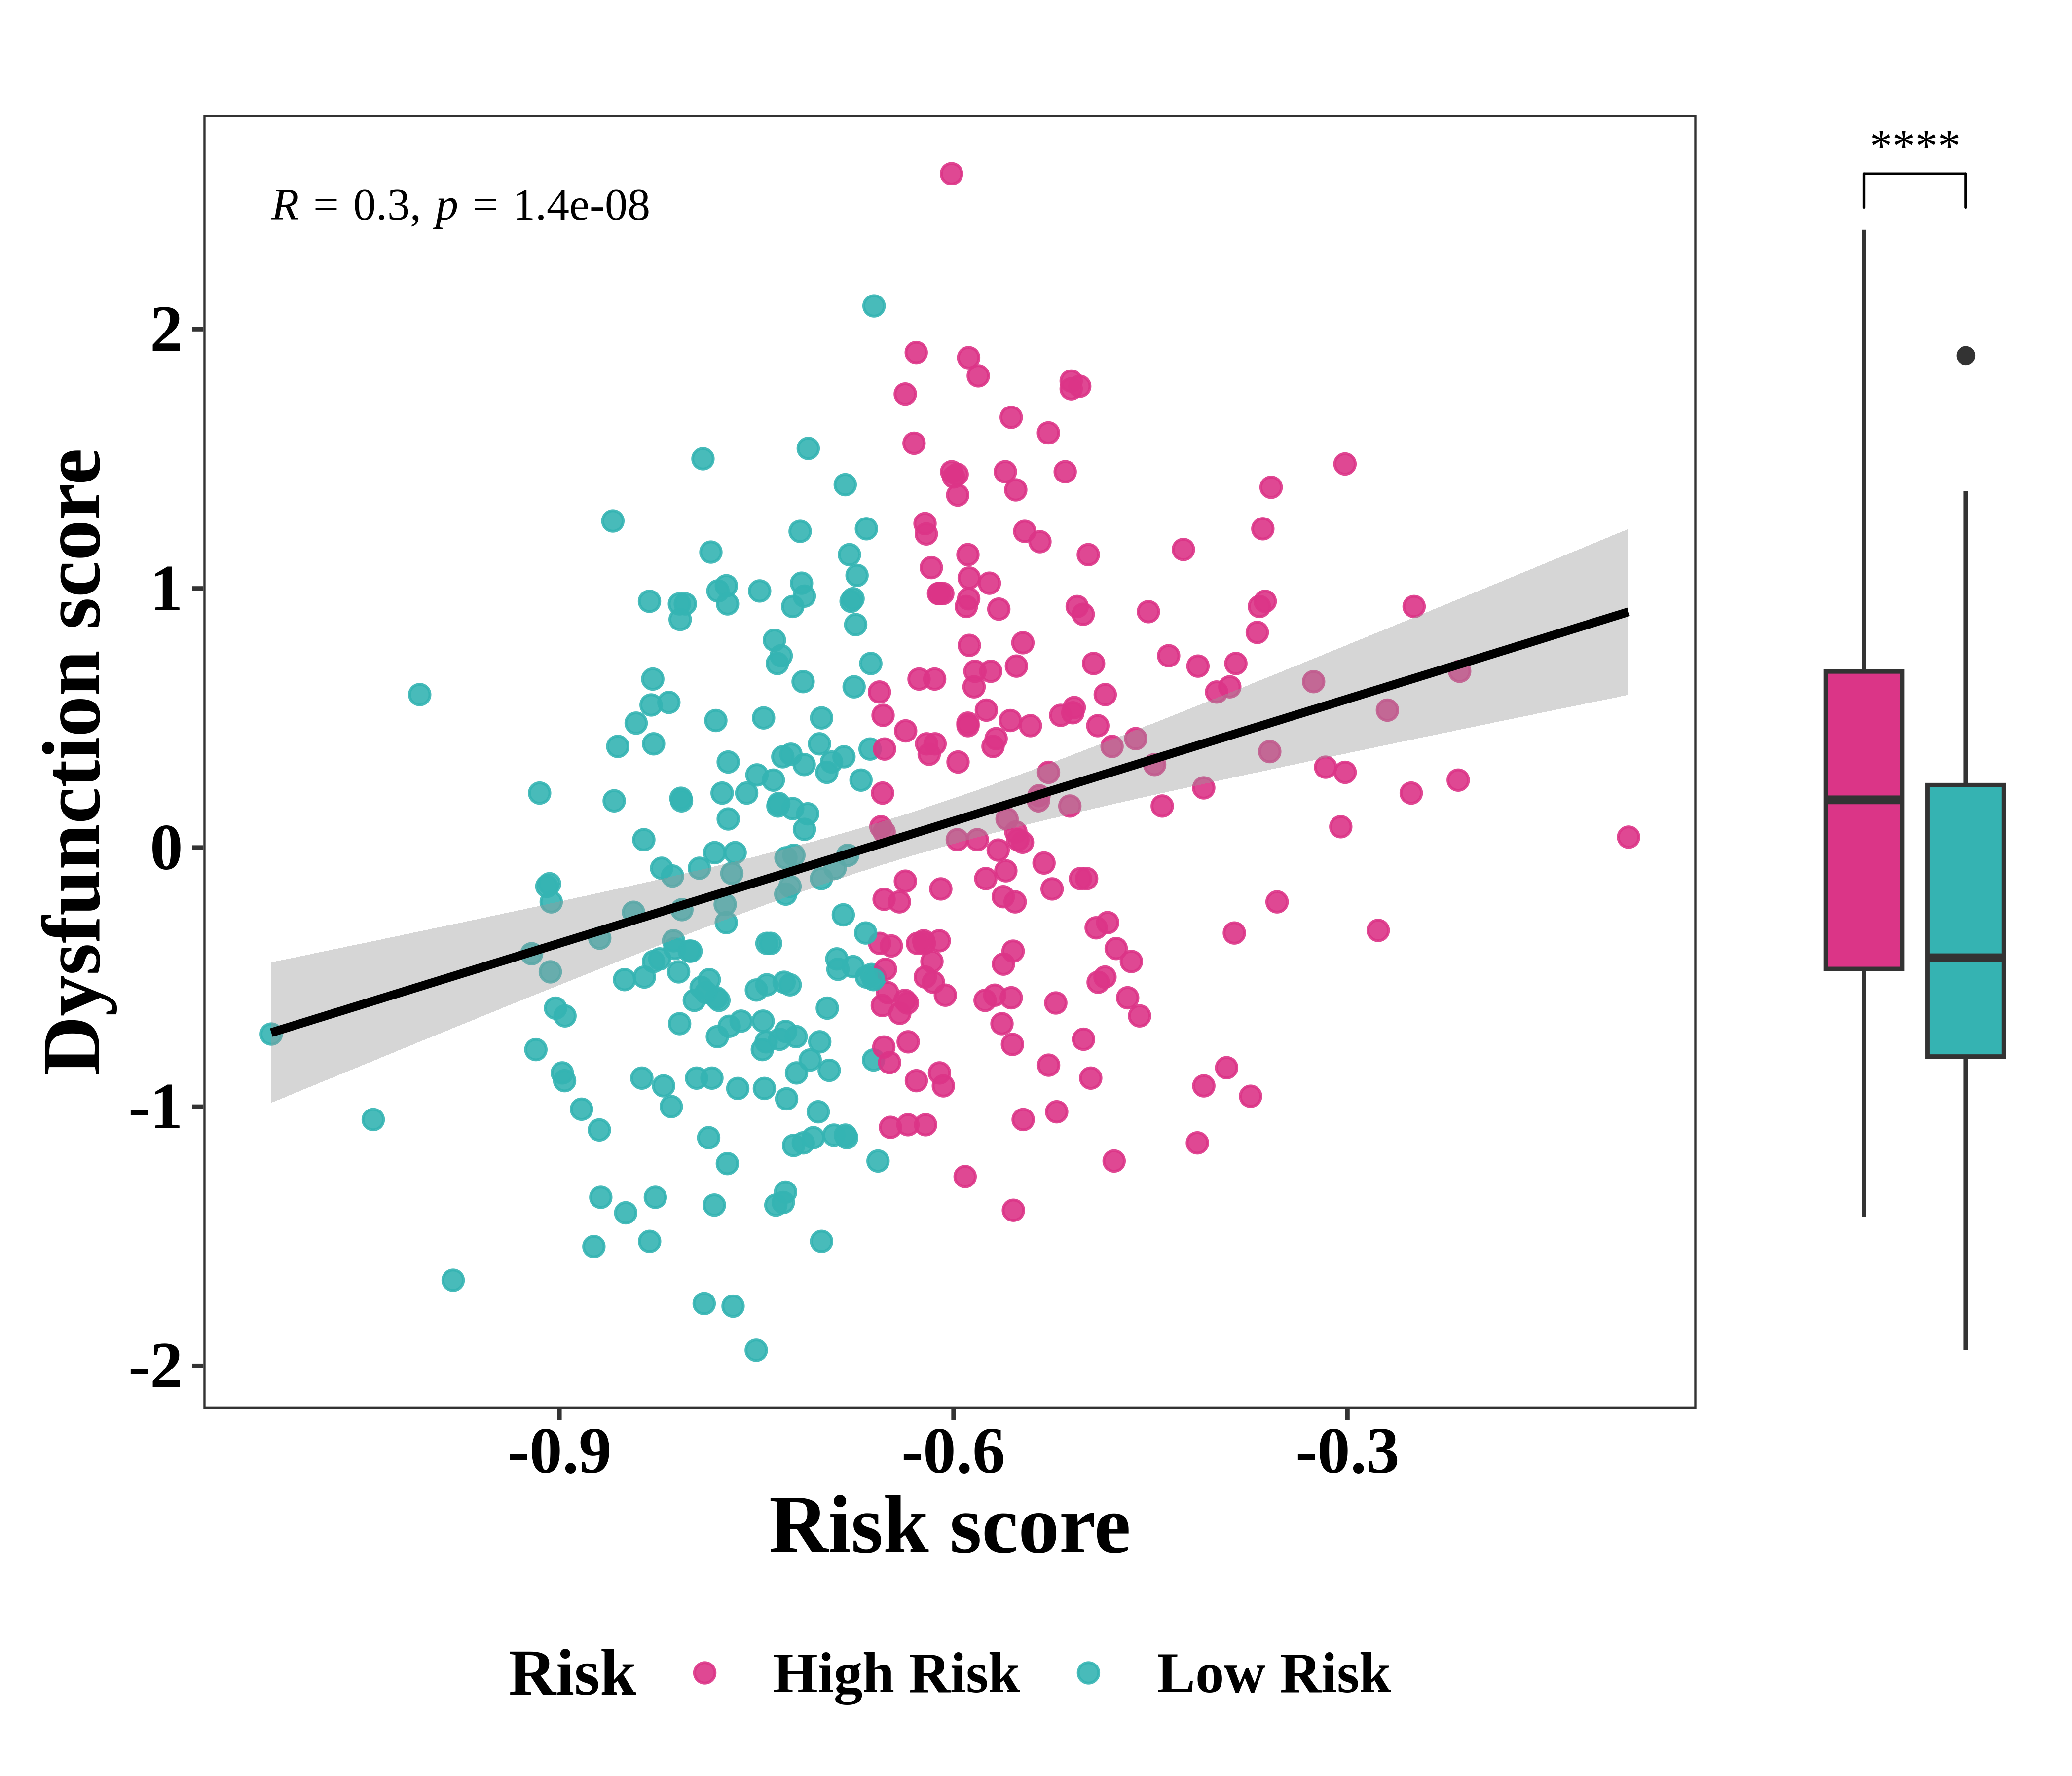 ****
R = 0.3, p = 1.4e-08
2
1
0
-1
-2
Dysfunction score
-0.9 -0.6 -0.3
Risk score
Risk High Risk Low Risk